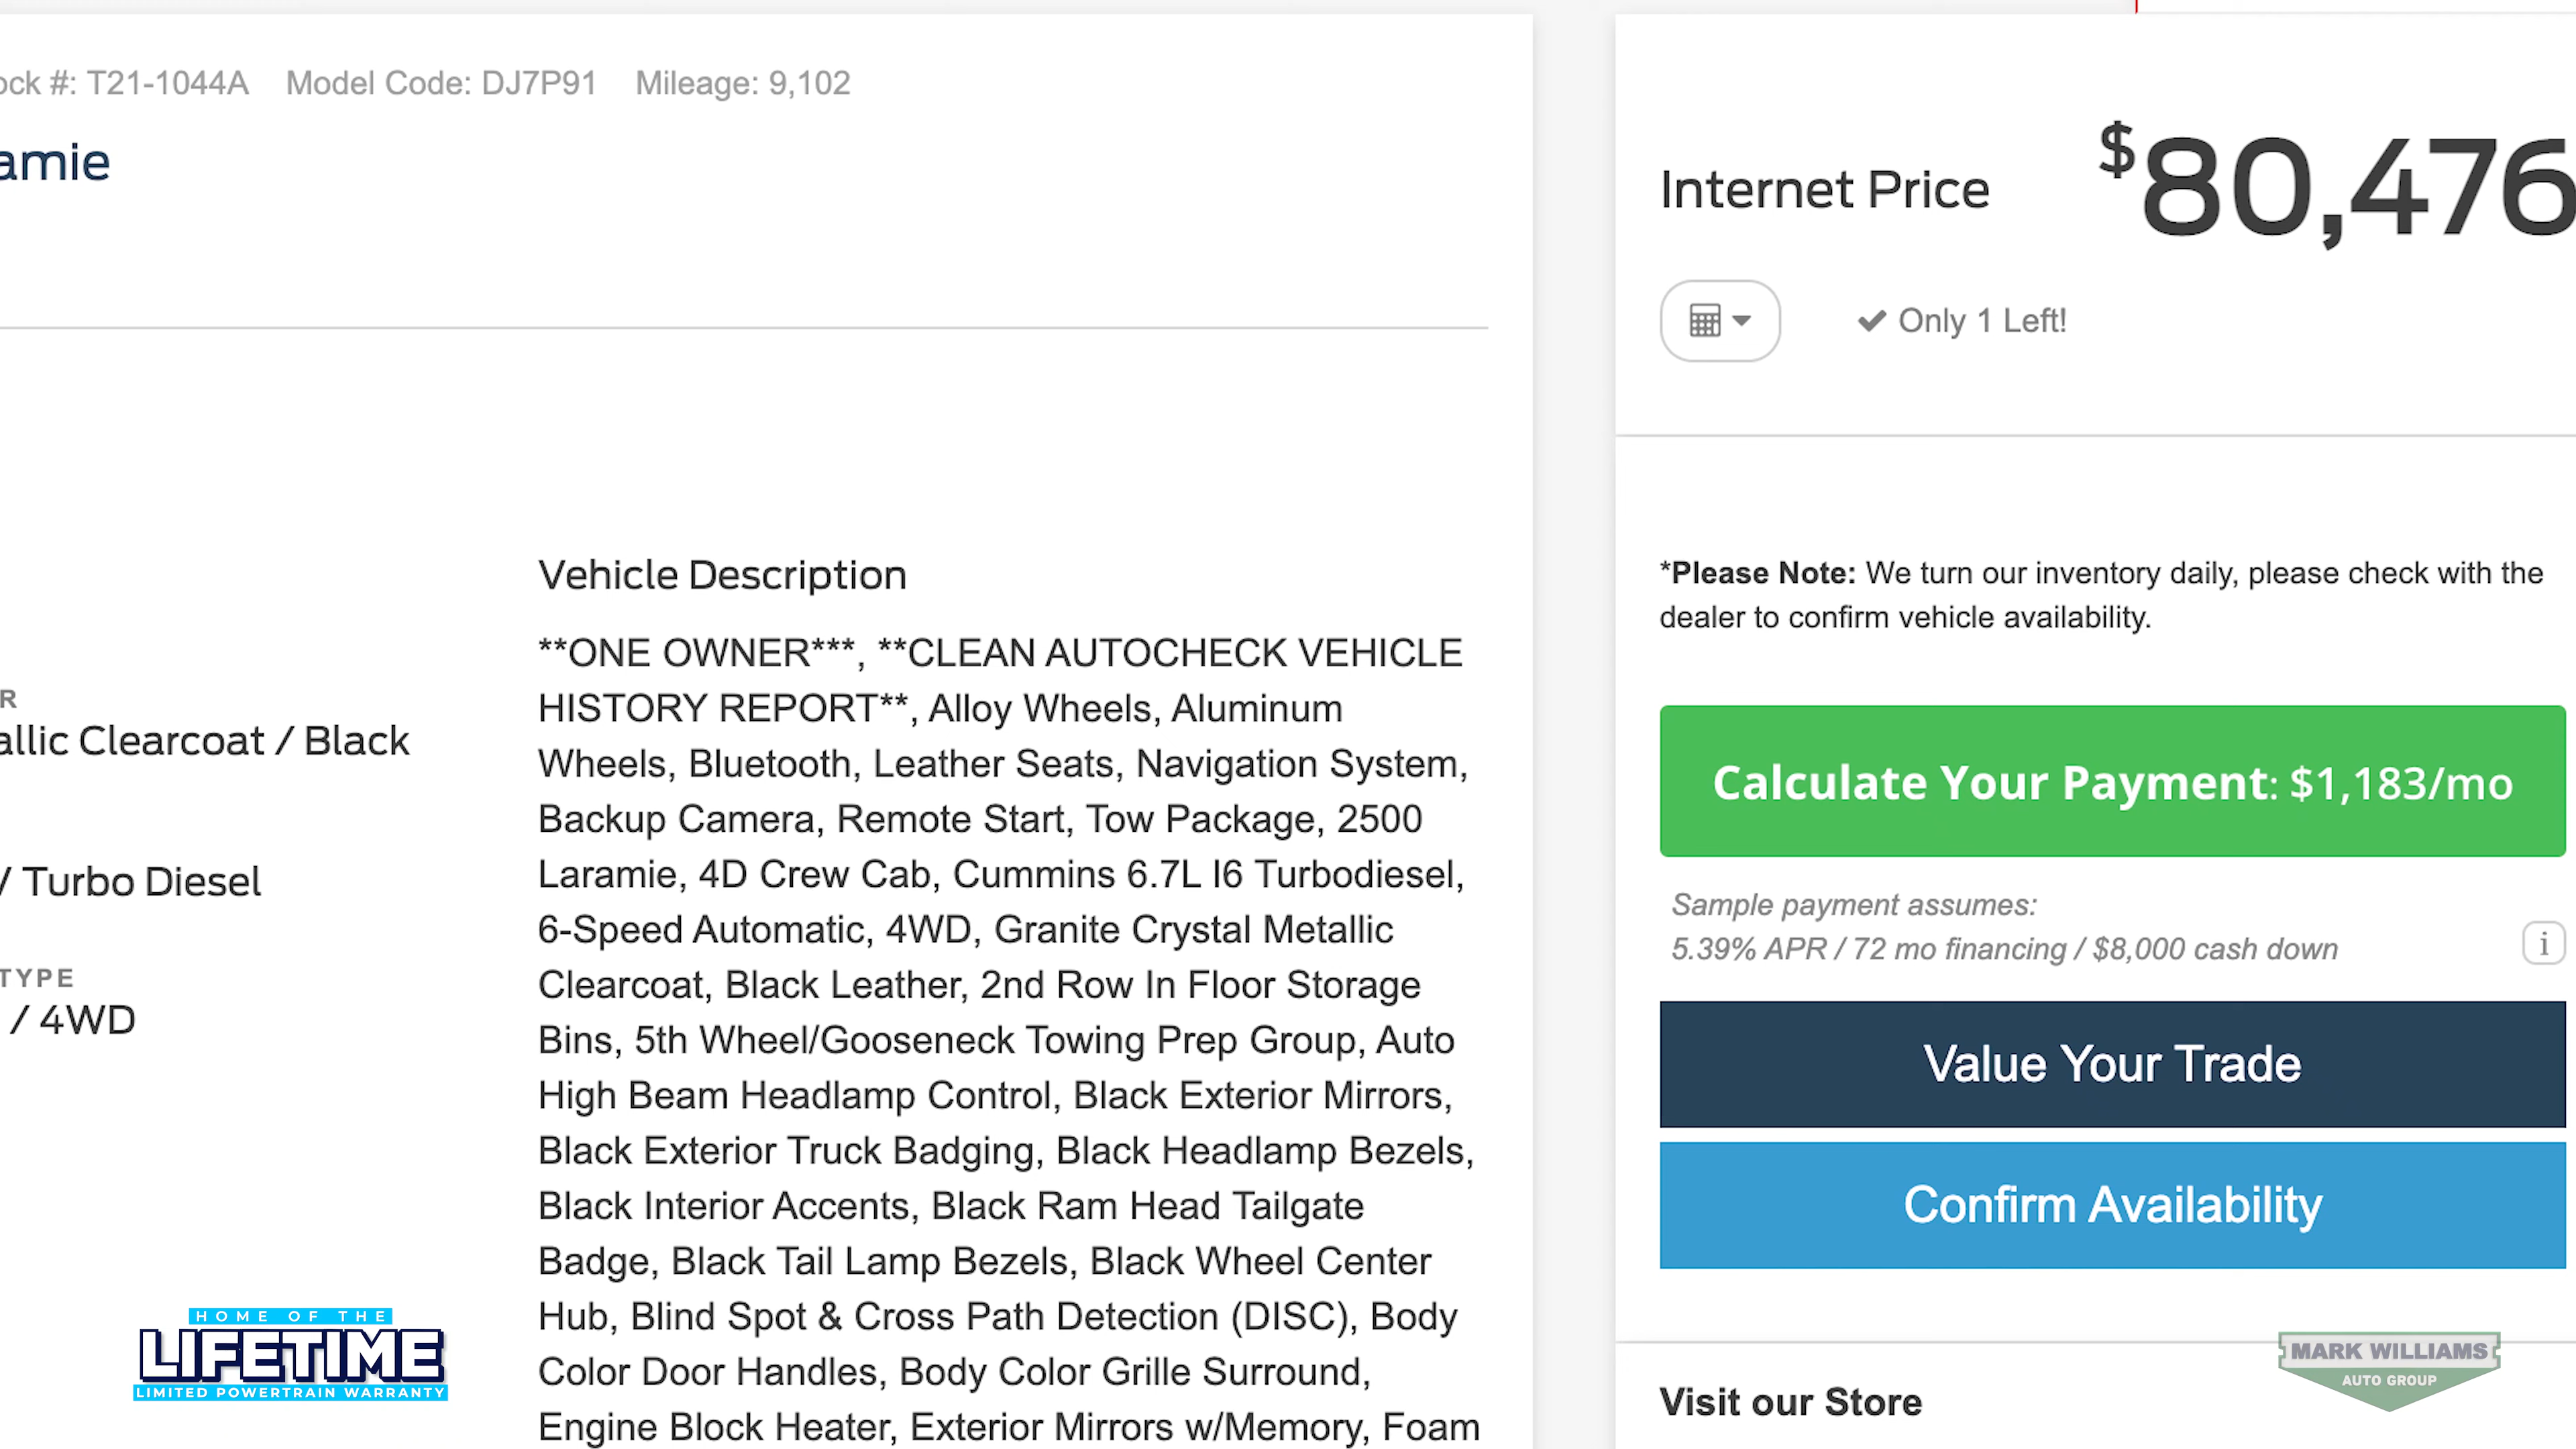 ock #: T21-1044A Model Code: DJ7P91 Mileage: 9,102
amie
Internet Price $80,476
Only 1 Left!
Vehicle Description
**ONE OWNER***, **CLEAN AUTOCHECK VEHICLE
HISTORY REPORT**, Alloy Wheels, Aluminum
Wheels, Bluetooth, Leather Seats, Navigation System,
Backup Camera, Remote Start, Tow Package, 2500
Laramie, 4D Crew Cab, Cummins 6.7L I6 Turbodiesel,
6-Speed Automatic, 4WD, Granite Crystal Metallic
Clearcoat, Black Leather, 2nd Row In Floor Storage
Bins, 5th Wheel/Gooseneck Towing Prep Group, Auto
High Beam Headlamp Control, Black Exterior Mirrors,
Black Exterior Truck Badging, Black Headlamp Bezels,
Black Interior Accents, Black Ram Head Tailgate
Badge, Black Tail Lamp Bezels, Black Wheel Center
Hub, Blind Spot & Cross Path Detection (DISC), Body
Color Door Handles, Body Color Grille Surround,
Engine Block Heater, Exterior Mirrors w/Memory, Foam
R
allic Clearcoat / Black
/ Turbo Diesel
TYPE
/ 4WD
*Please Note: We turn our inventory daily, please check with the
dealer to confirm vehicle availability.
Calculate Your Payment: $1,183/mo
Sample payment assumes:
5.39% APR / 72 mo financing / $8,000 cash down
i
Value Your Trade
Confirm Availability
Visit our Store
HOME OF THE
LIFETIME
LIMITED POWERTRAIN WARRANTY
MARK WILLIAMS
AUTO GROUP